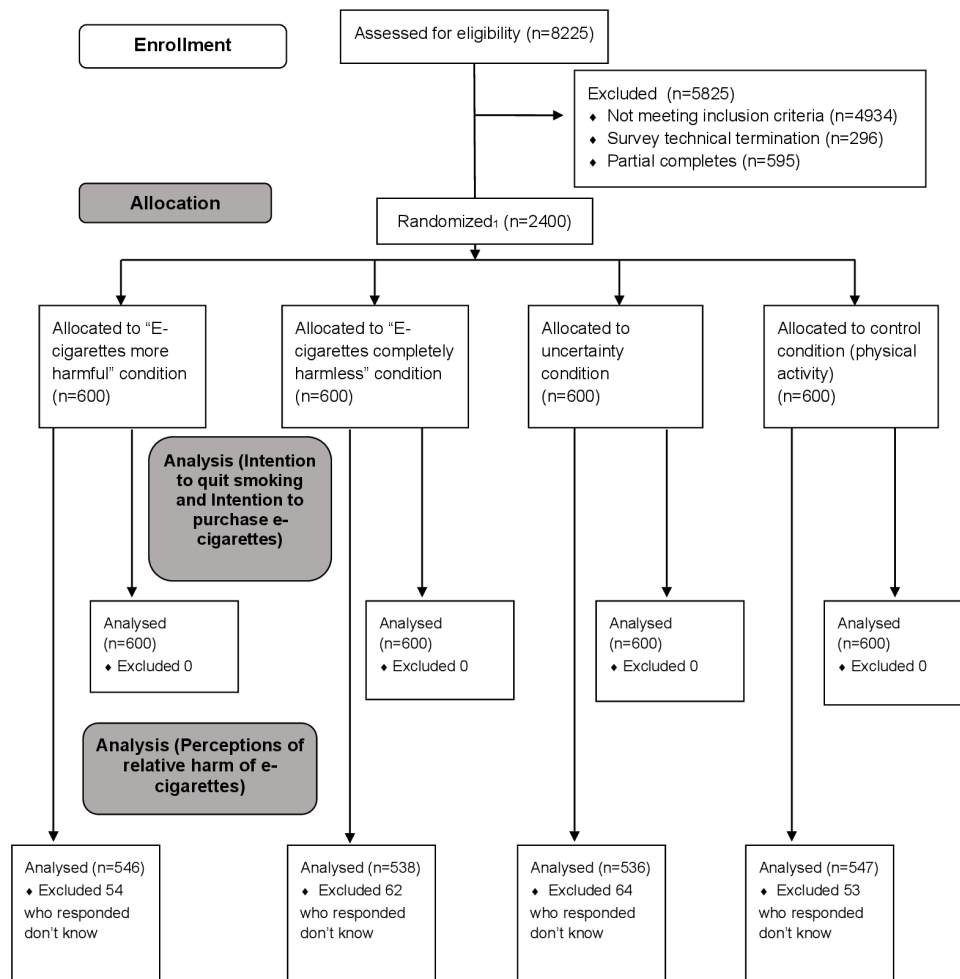 Enrollment
Assessed for eligibility (n=8225)
Excluded (n=5825)
♦ Not meeting inclusion criteria (n=4934)
♦ Survey technical termination (n=296)
♦ Partial completes (n=595)
Allocation
Randomized₁ (n=2400)
Allocated to “E-
cigarettes more
harmful” condition
(n=600)
Allocated to “E-
cigarettes completely
harmless” condition
(n=600)
Allocated to
uncertainty
condition
(n=600)
Allocated to control
condition (physical
activity)
(n=600)
Analysis (Intention
to quit smoking
and Intention to
purchase e-
cigarettes)
Analysed
(n=600)
♦ Excluded 0
Analysed
(n=600)
♦ Excluded 0
Analysed
(n=600)
♦ Excluded 0
Analysed
(n=600)
♦ Excluded 0
Analysis (Perceptions of
relative harm of e-
cigarettes)
Analysed (n=546)
♦ Excluded 54
who responded
don’t know
Analysed (n=538)
♦ Excluded 62
who responded
don’t know
Analysed (n=536)
♦ Excluded 64
who responded
don’t know
Analysed (n=547)
♦ Excluded 53
who responded
don’t know